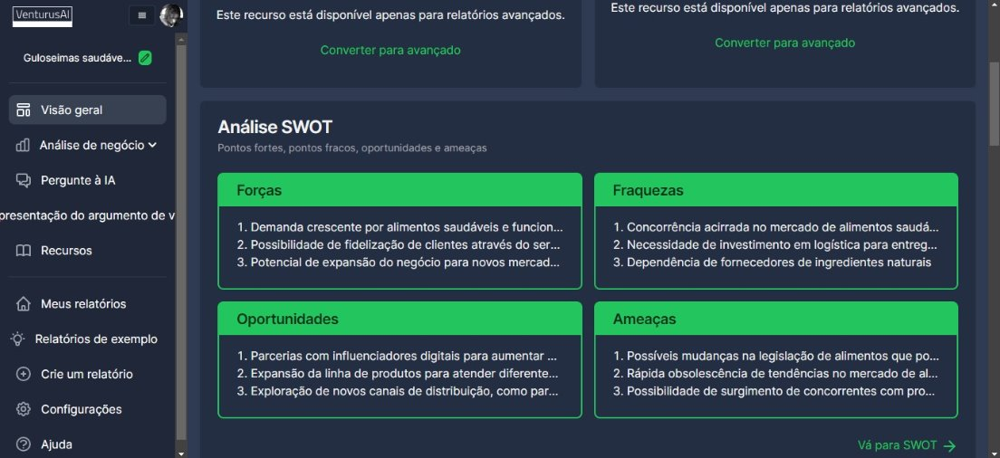 VenturusAI
Guloseimas saudáve...
Visão geral
Análise de negócio
Pergunte à IA
presentação do argumento de v
Recursos
Meus relatórios
Relatórios de exemplo
Crie um relatório
Configurações
Ajuda
Este recurso está disponível apenas para relatórios avançados.
Converter para avançado
Este recurso está disponível apenas para relatórios avançados.
Converter para avançado
Análise SWOT
Pontos fortes, pontos fracos, oportunidades e ameaças
Forças
1. Demanda crescente por alimentos saudáveis e funcion...
2. Possibilidade de fidelização de clientes através do ser...
3. Potencial de expansão do negócio para novos mercad...
Fraquezas
1. Concorrência acirrada no mercado de alimentos saudá...
2. Necessidade de investimento em logística para entreg...
3. Dependência de fornecedores de ingredientes naturais
Oportunidades
1. Parcerias com influenciadores digitais para aumentar ...
2. Expansão da linha de produtos para atender diferente...
3. Exploração de novos canais de distribuição, como par...
Ameaças
1. Possíveis mudanças na legislação de alimentos que po...
2. Rápida obsolescência de tendências no mercado de al...
3. Possibilidade de surgimento de concorrentes com pro...
Vá para SWOT